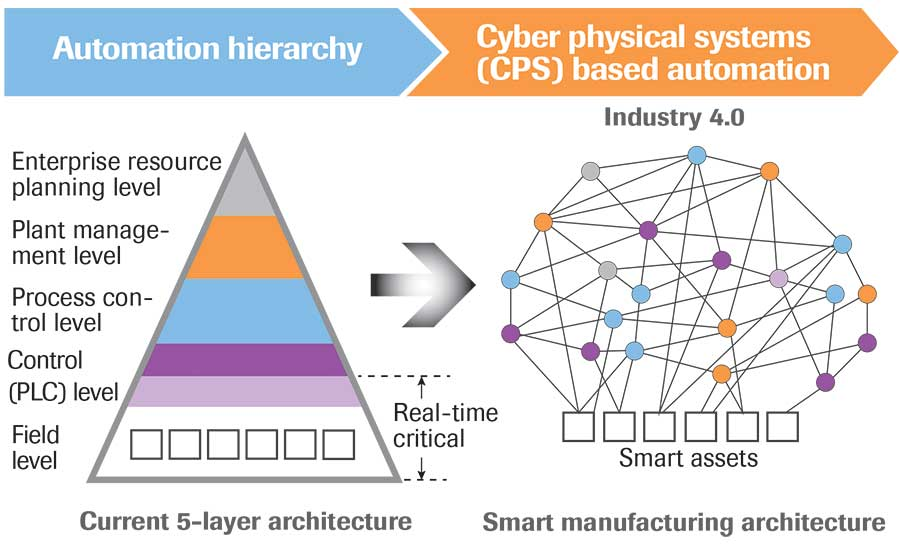 Automation hierarchy
Cyber physical systems
(CPS) based automation
Industry 4.0
Enterprise resource
planning level
Plant manage-
ment level
Process con-
trol level
Control
(PLC) level
Field
level
Real-time
critical
Smart assets
Current 5-layer architecture
Smart manufacturing architecture